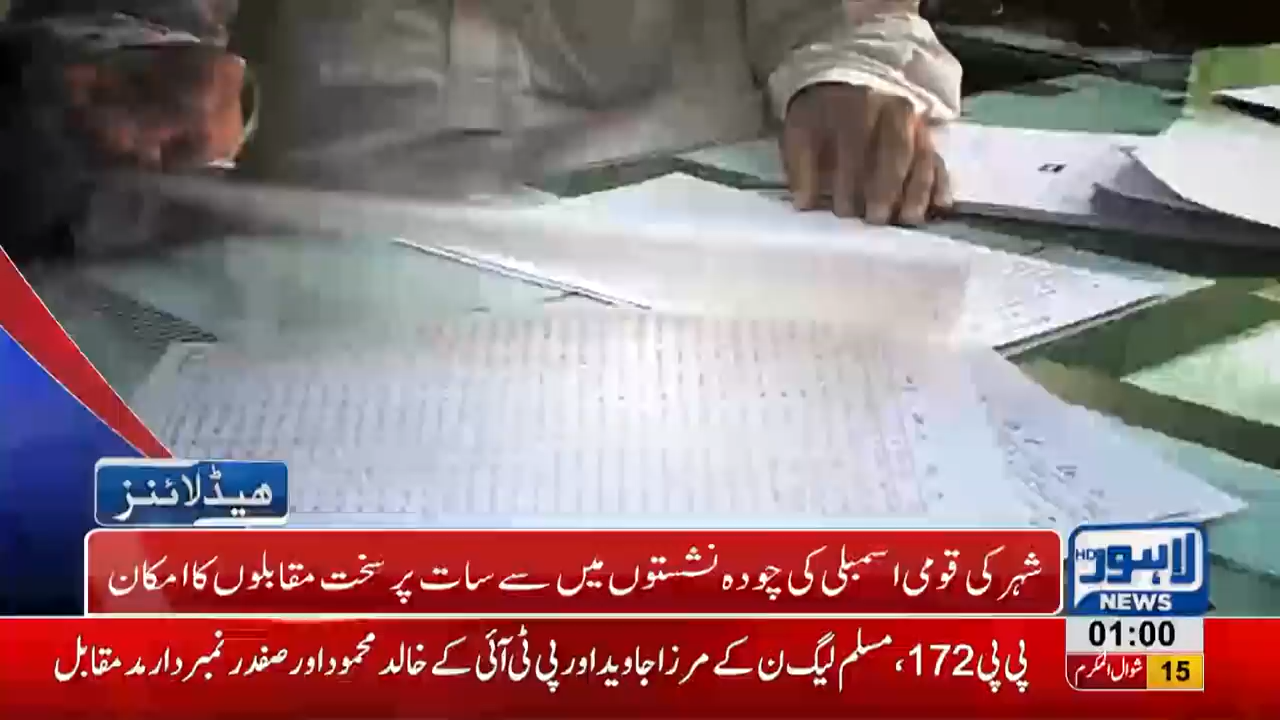 ہیڈلائنز
شہر کی قومی اسمبلی کی چودہ نشستوں میں سے سات پر سخت مقابلوں کا امکان
پی پی 172، مسلم لیگ ن کے مرزا جاوید اور پی ٹی آئی کے خالد محمود اور صفدر نمبردار مدمقابل
لاہور HD
NEWS
01:00
15 شوال المکرم